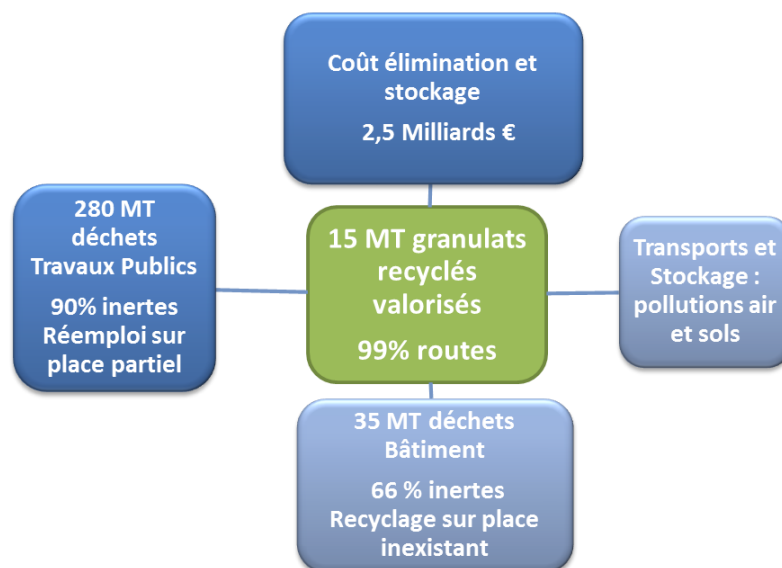 Coût élimination et
stockage
2,5 Milliards €
280 MT
déchets
Travaux Publics
90% inertes
Réemploi sur
place partiel
15 MT granulats
recyclés
valorisés
99% routes
Transports et
Stockage :
pollutions air
et sols
35 MT déchets
Bâtiment
66 % inertes
Recyclage sur place
inexistant